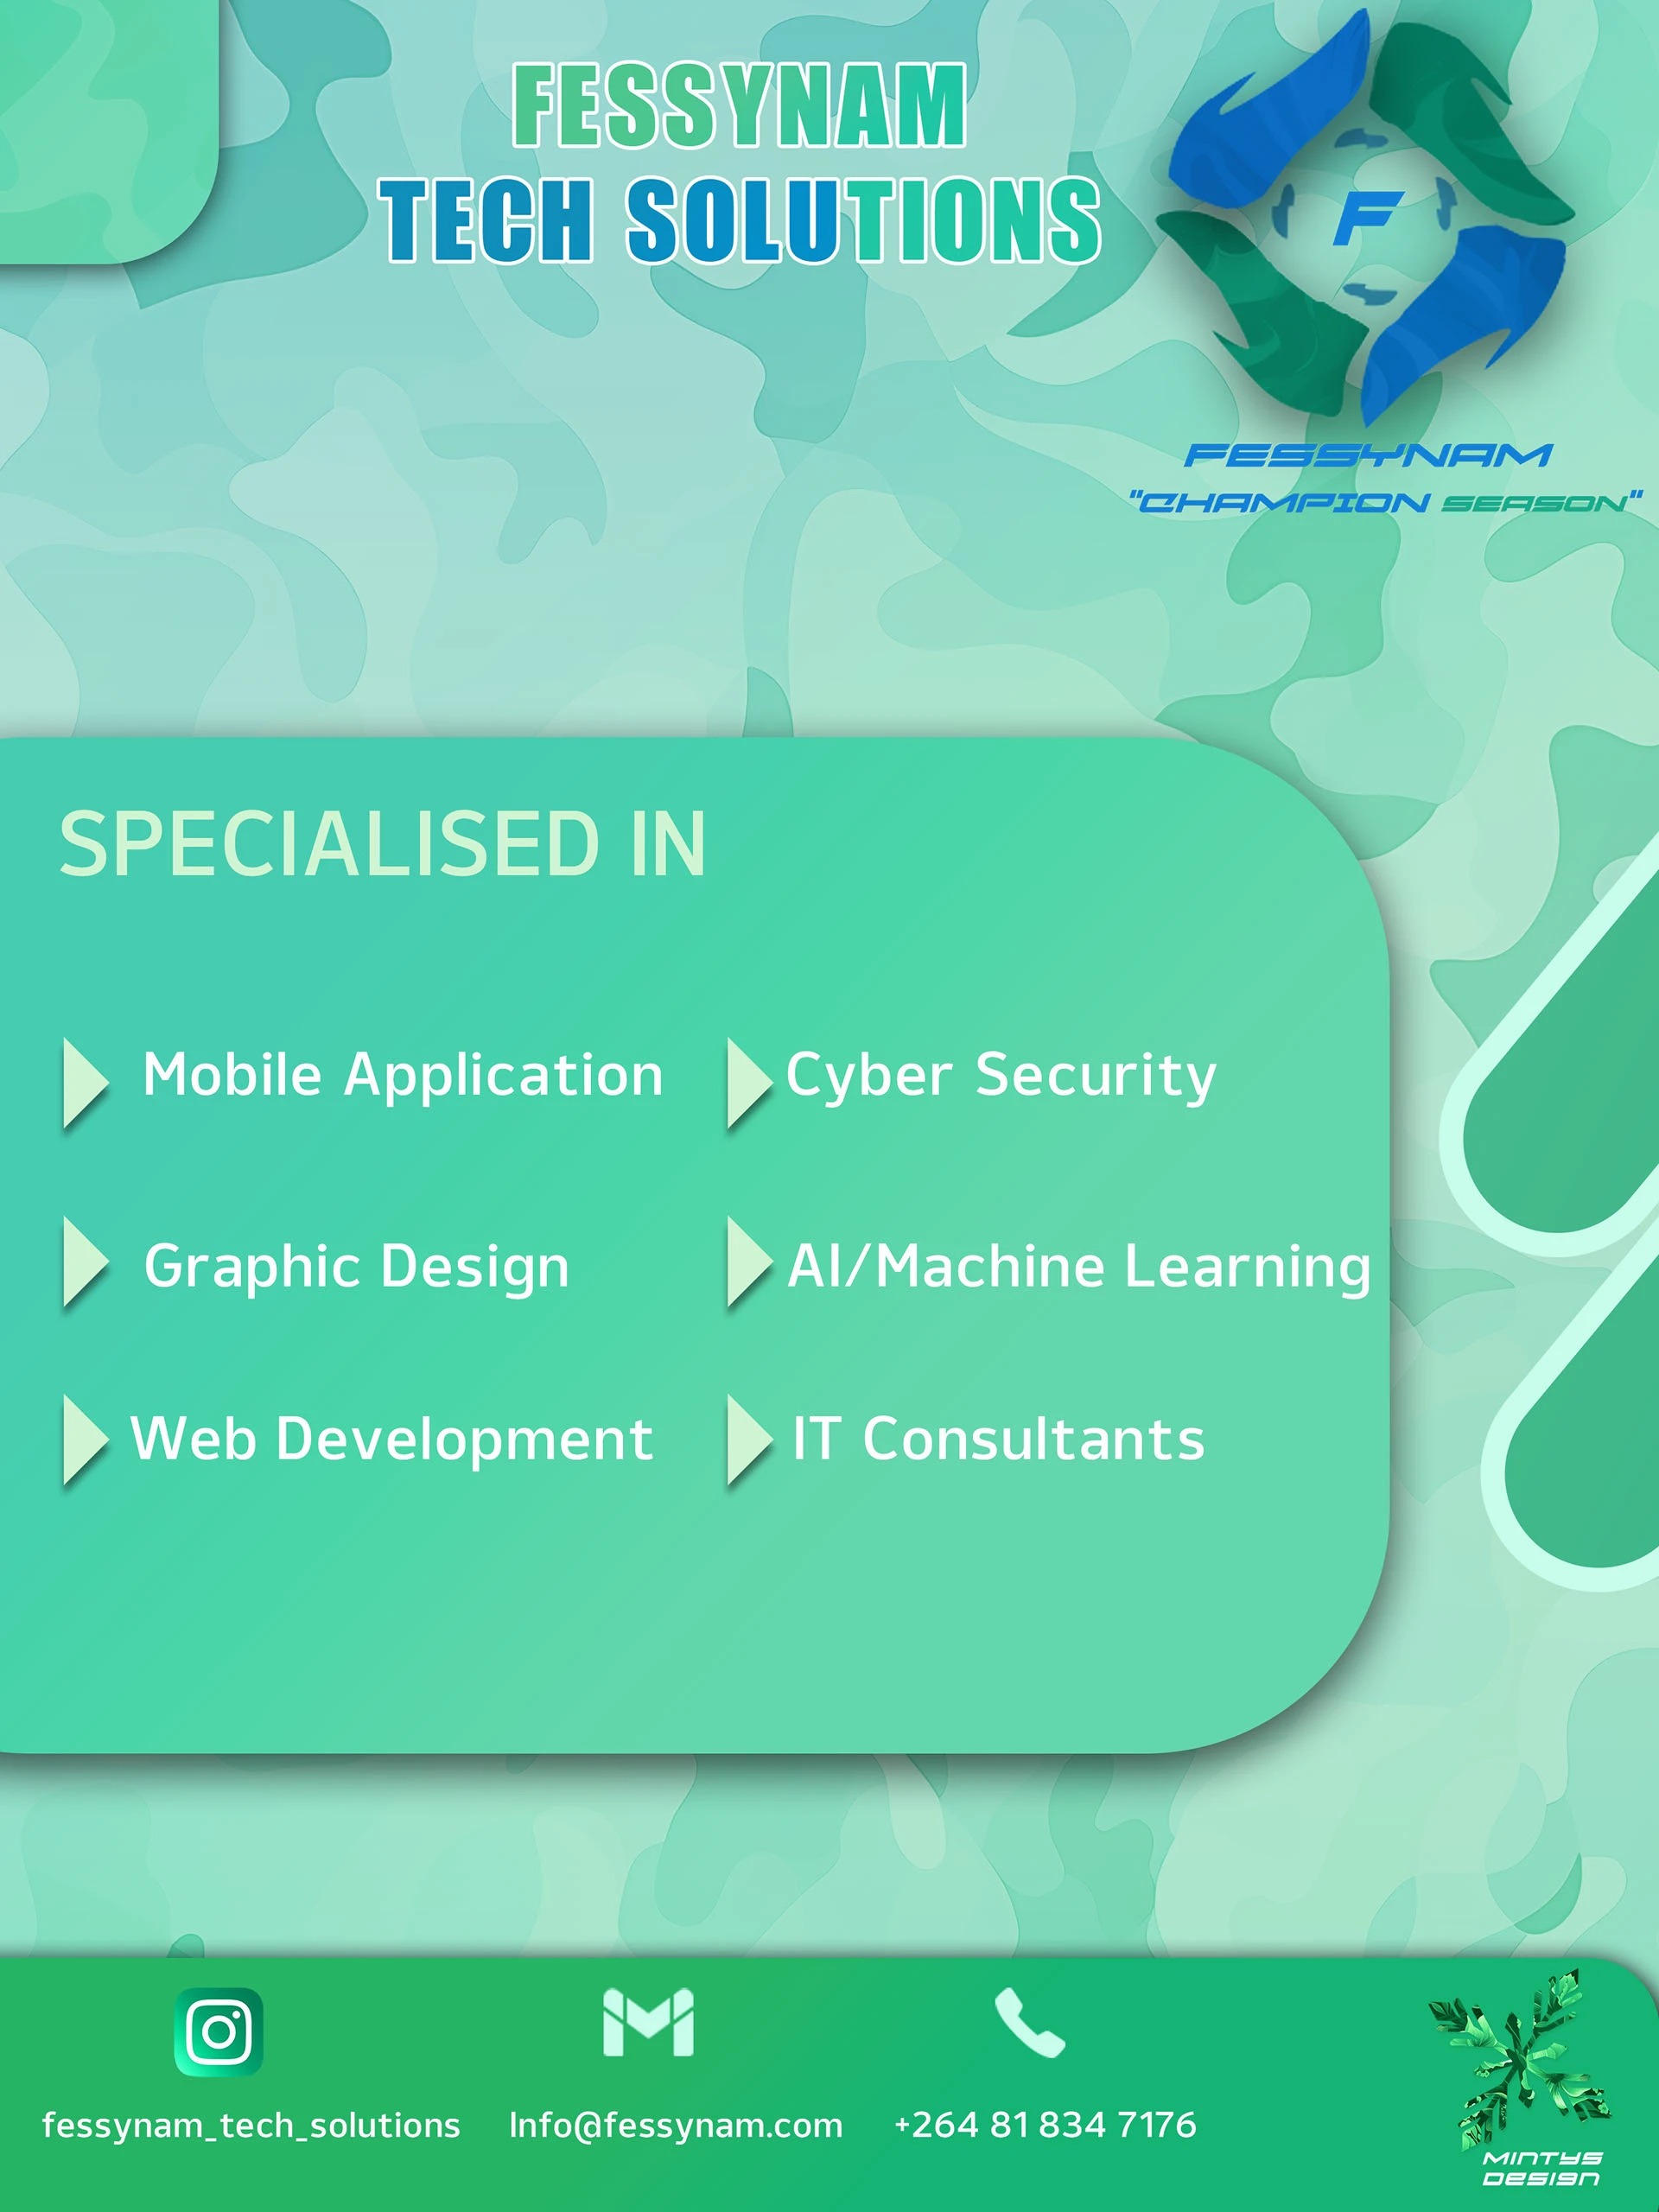 FESSYNAM
TECH SOLUTIONS
F
FESSYNAM
"CHAMPION SEASON"
SPECIALISED IN
Mobile Application
Cyber Security
Graphic Design
AI/Machine Learning
Web Development
IT Consultants
fessynam_tech_solutions
Info@fessynam.com
+264 81 834 7176
MINTYS
DESIGN